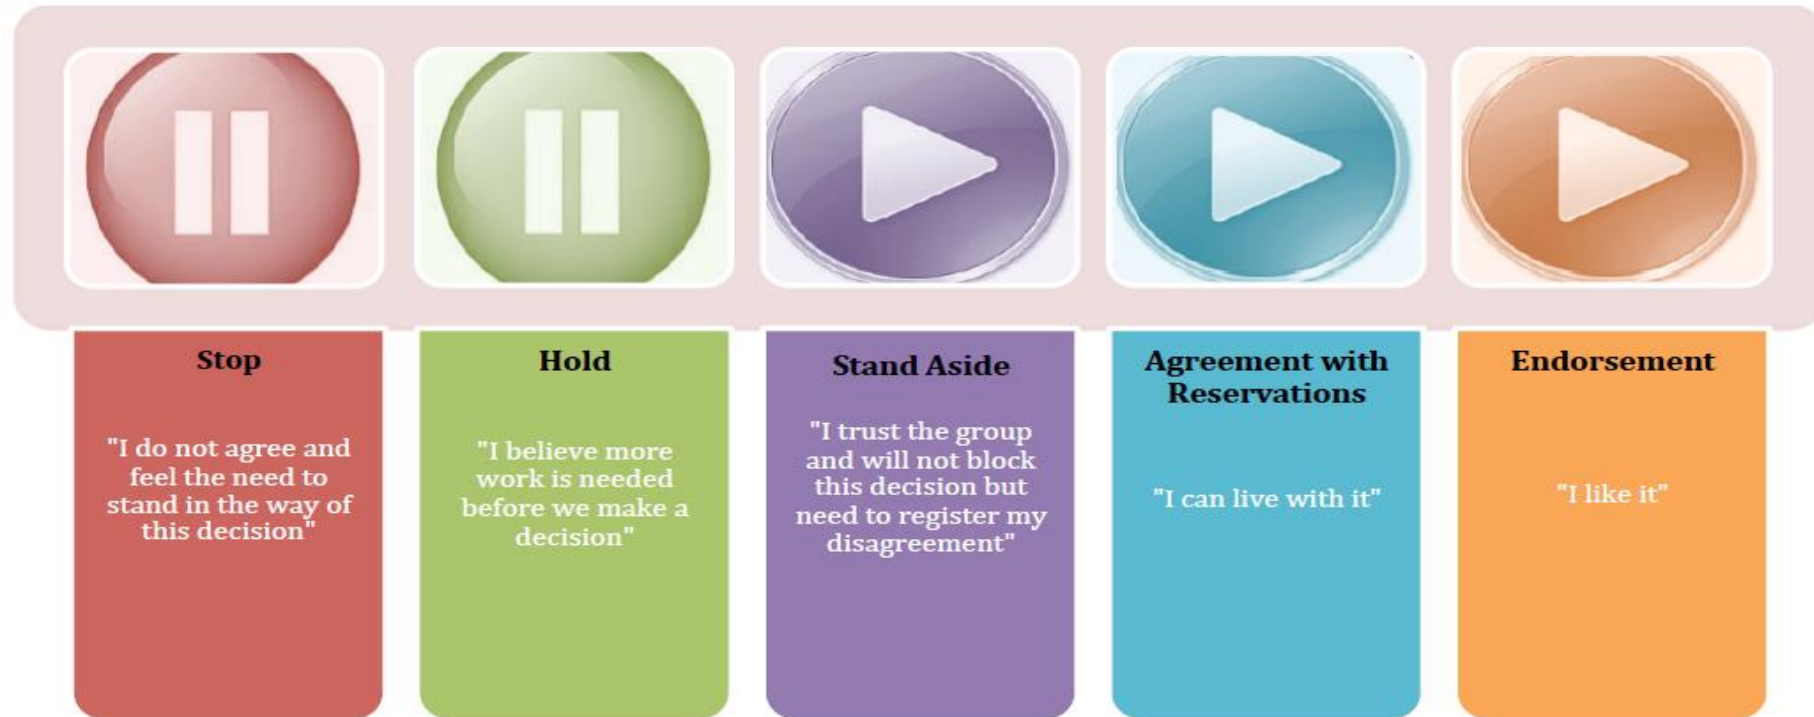 Stop
"I do not agree and
feel the need to
stand in the way of
this decision"
Hold
"I believe more
work is needed
before we make a
decision"
Stand Aside
"I trust the group
and will not block
this decision but
need to register my
disagreement"
Agreement with
Reservations
"I can live with it"
Endorsement
"I like it"